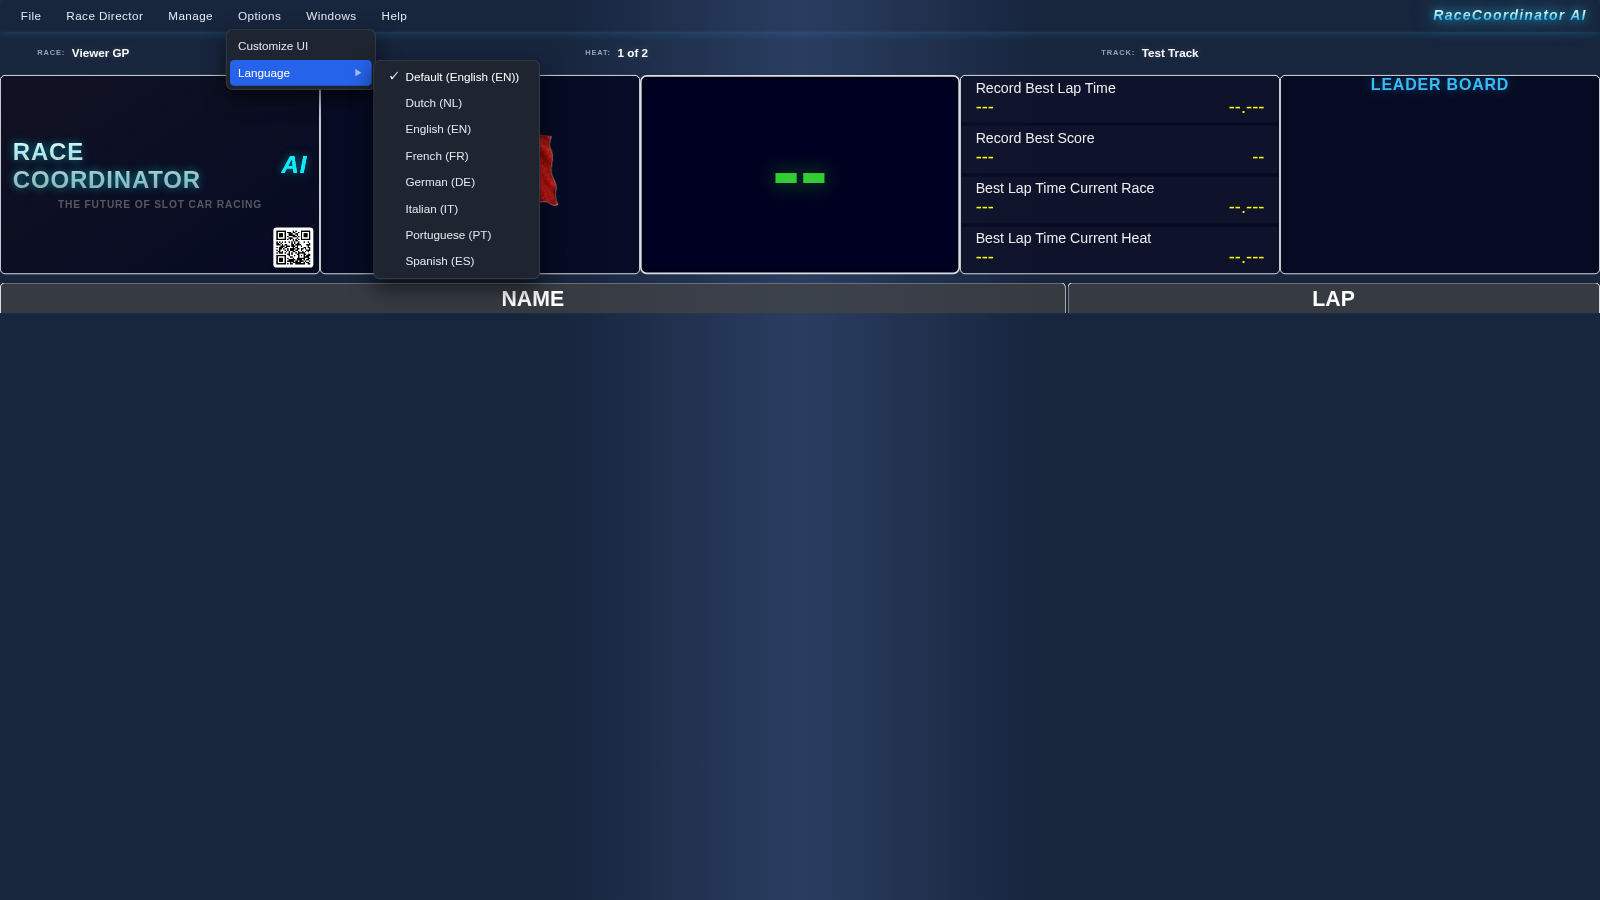 File Race Director Manage Options Windows Help
RaceCoordinator AI
RACE: Viewer GP
HEAT: 1 of 2
TRACK: Test Track
Customize UI
Language
✓ Default (English (EN))
Dutch (NL)
English (EN)
French (FR)
German (DE)
Italian (IT)
Portuguese (PT)
Spanish (ES)
RACE
COORDINATOR
AI
THE FUTURE OF SLOT CAR RACING
--
Record Best Lap Time
--- --.---
Record Best Score
--- --
Best Lap Time Current Race
--- --.---
Best Lap Time Current Heat
--- --.---
LEADER BOARD
NAME LAP